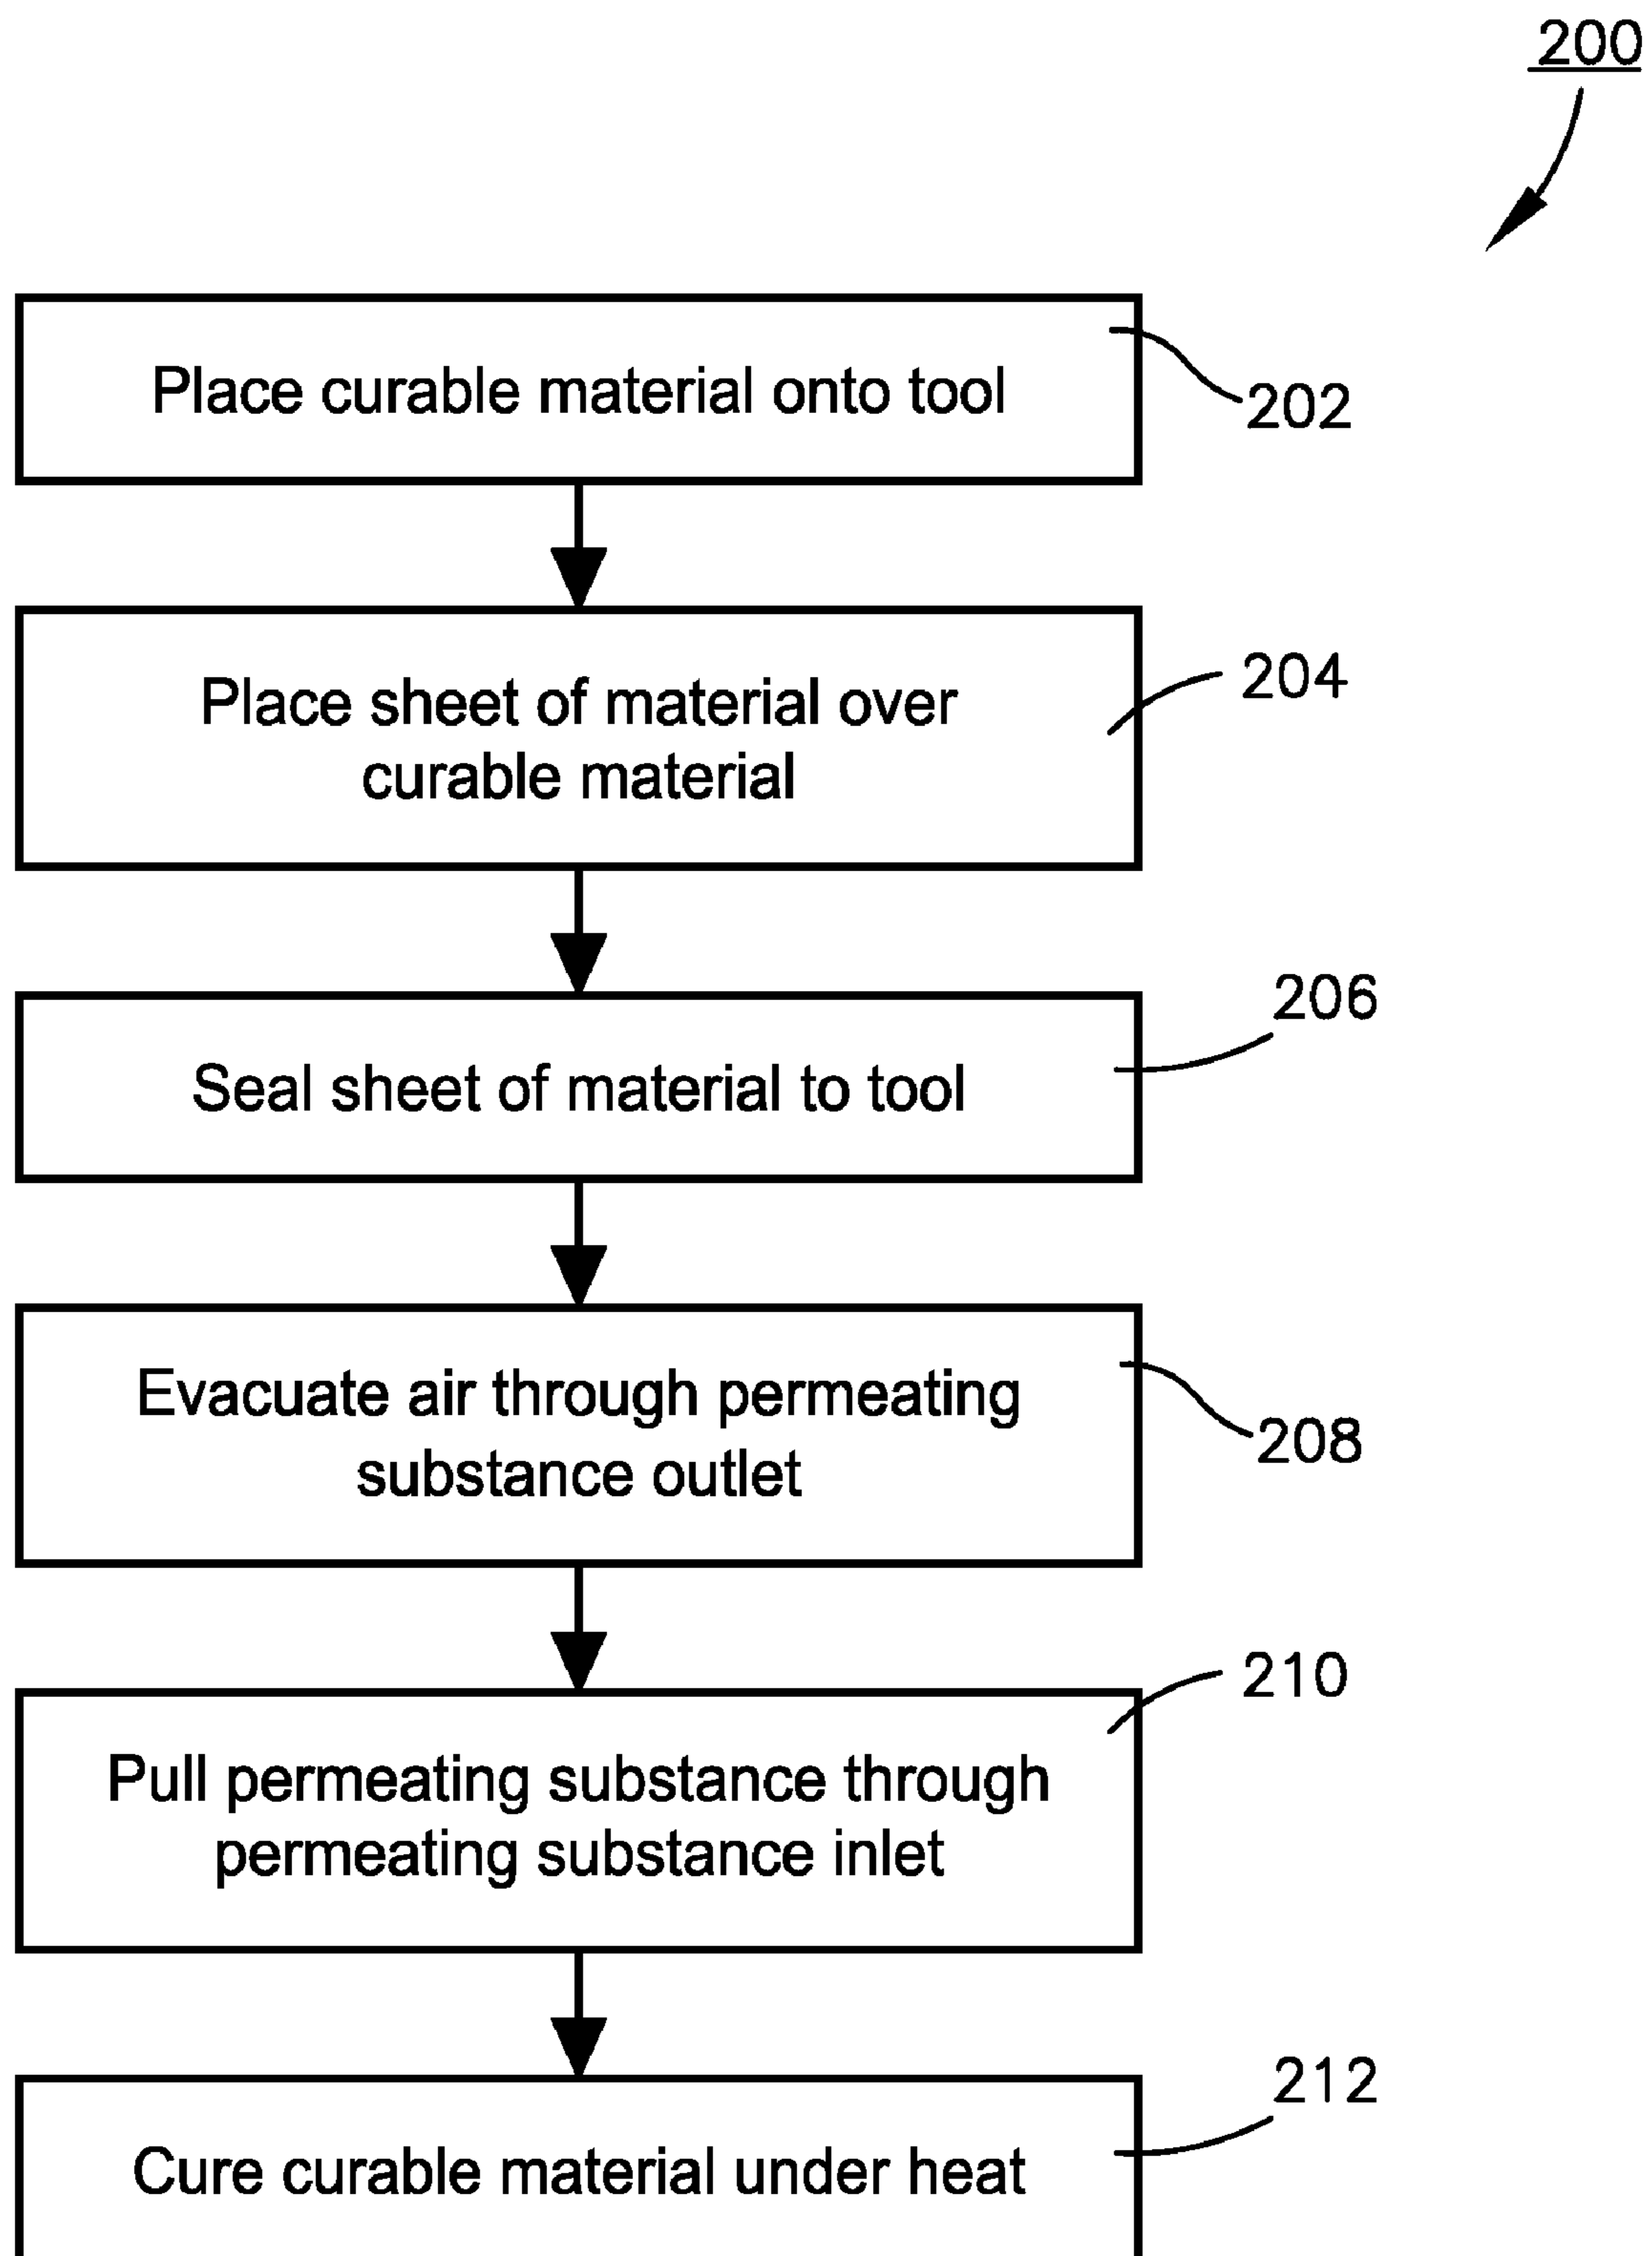 200
Place curable material onto tool
202
Place sheet of material over
curable material
204
Seal sheet of material to tool
206
Evacuate air through permeating
substance outlet
208
Pull permeating substance through
permeating substance inlet
210
Cure curable material under heat
212